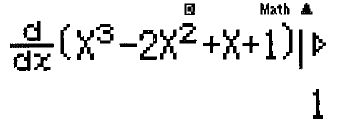 D Math ▲
d/dx(X³-2X²+X+1)|▷
1